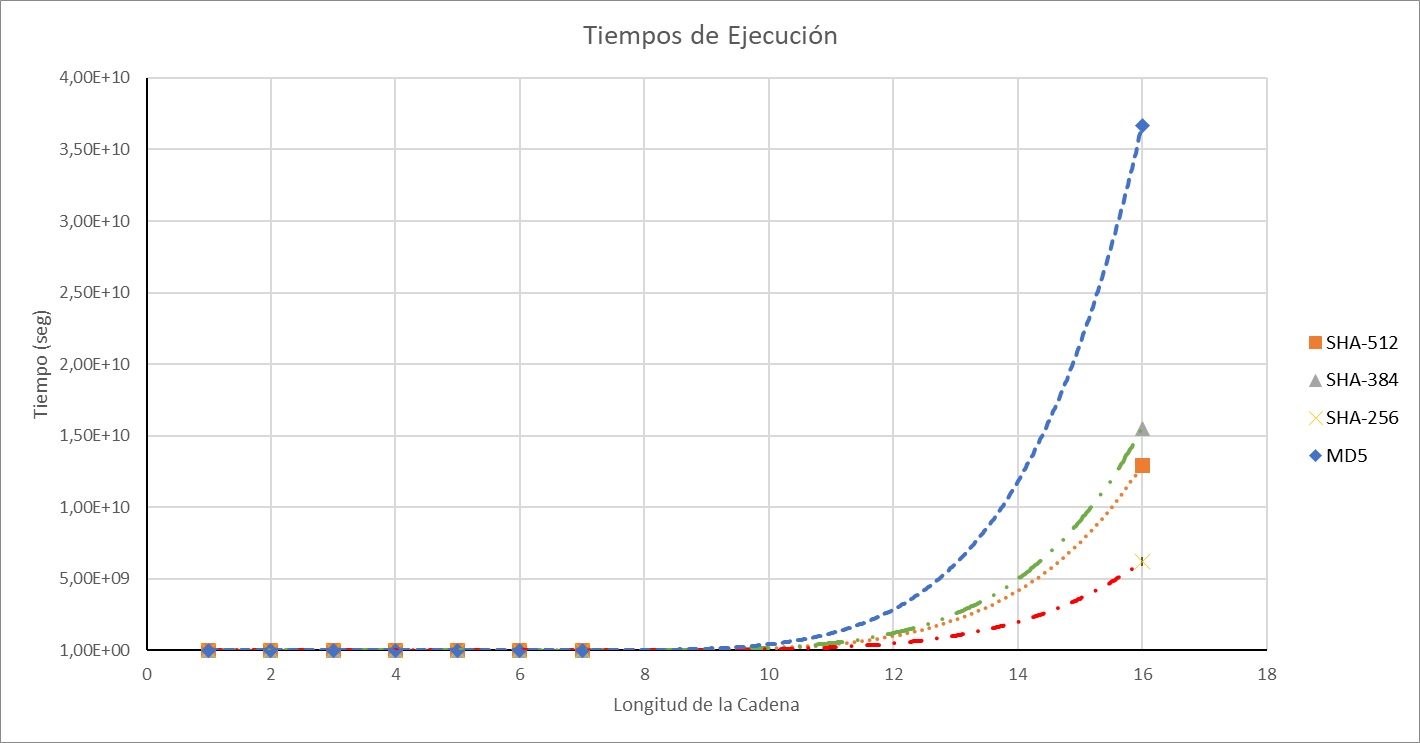 Tiempos de Ejecución
4,00E+10
3,50E+10
3,00E+10
2,50E+10
2,00E+10
1,50E+10
1,00E+10
5,00E+09
1,00E+00
Tiempo (seg)
0 2 4 6 8 10 12 14 16 18
Longitud de la Cadena
SHA-512
SHA-384
SHA-256
MD5